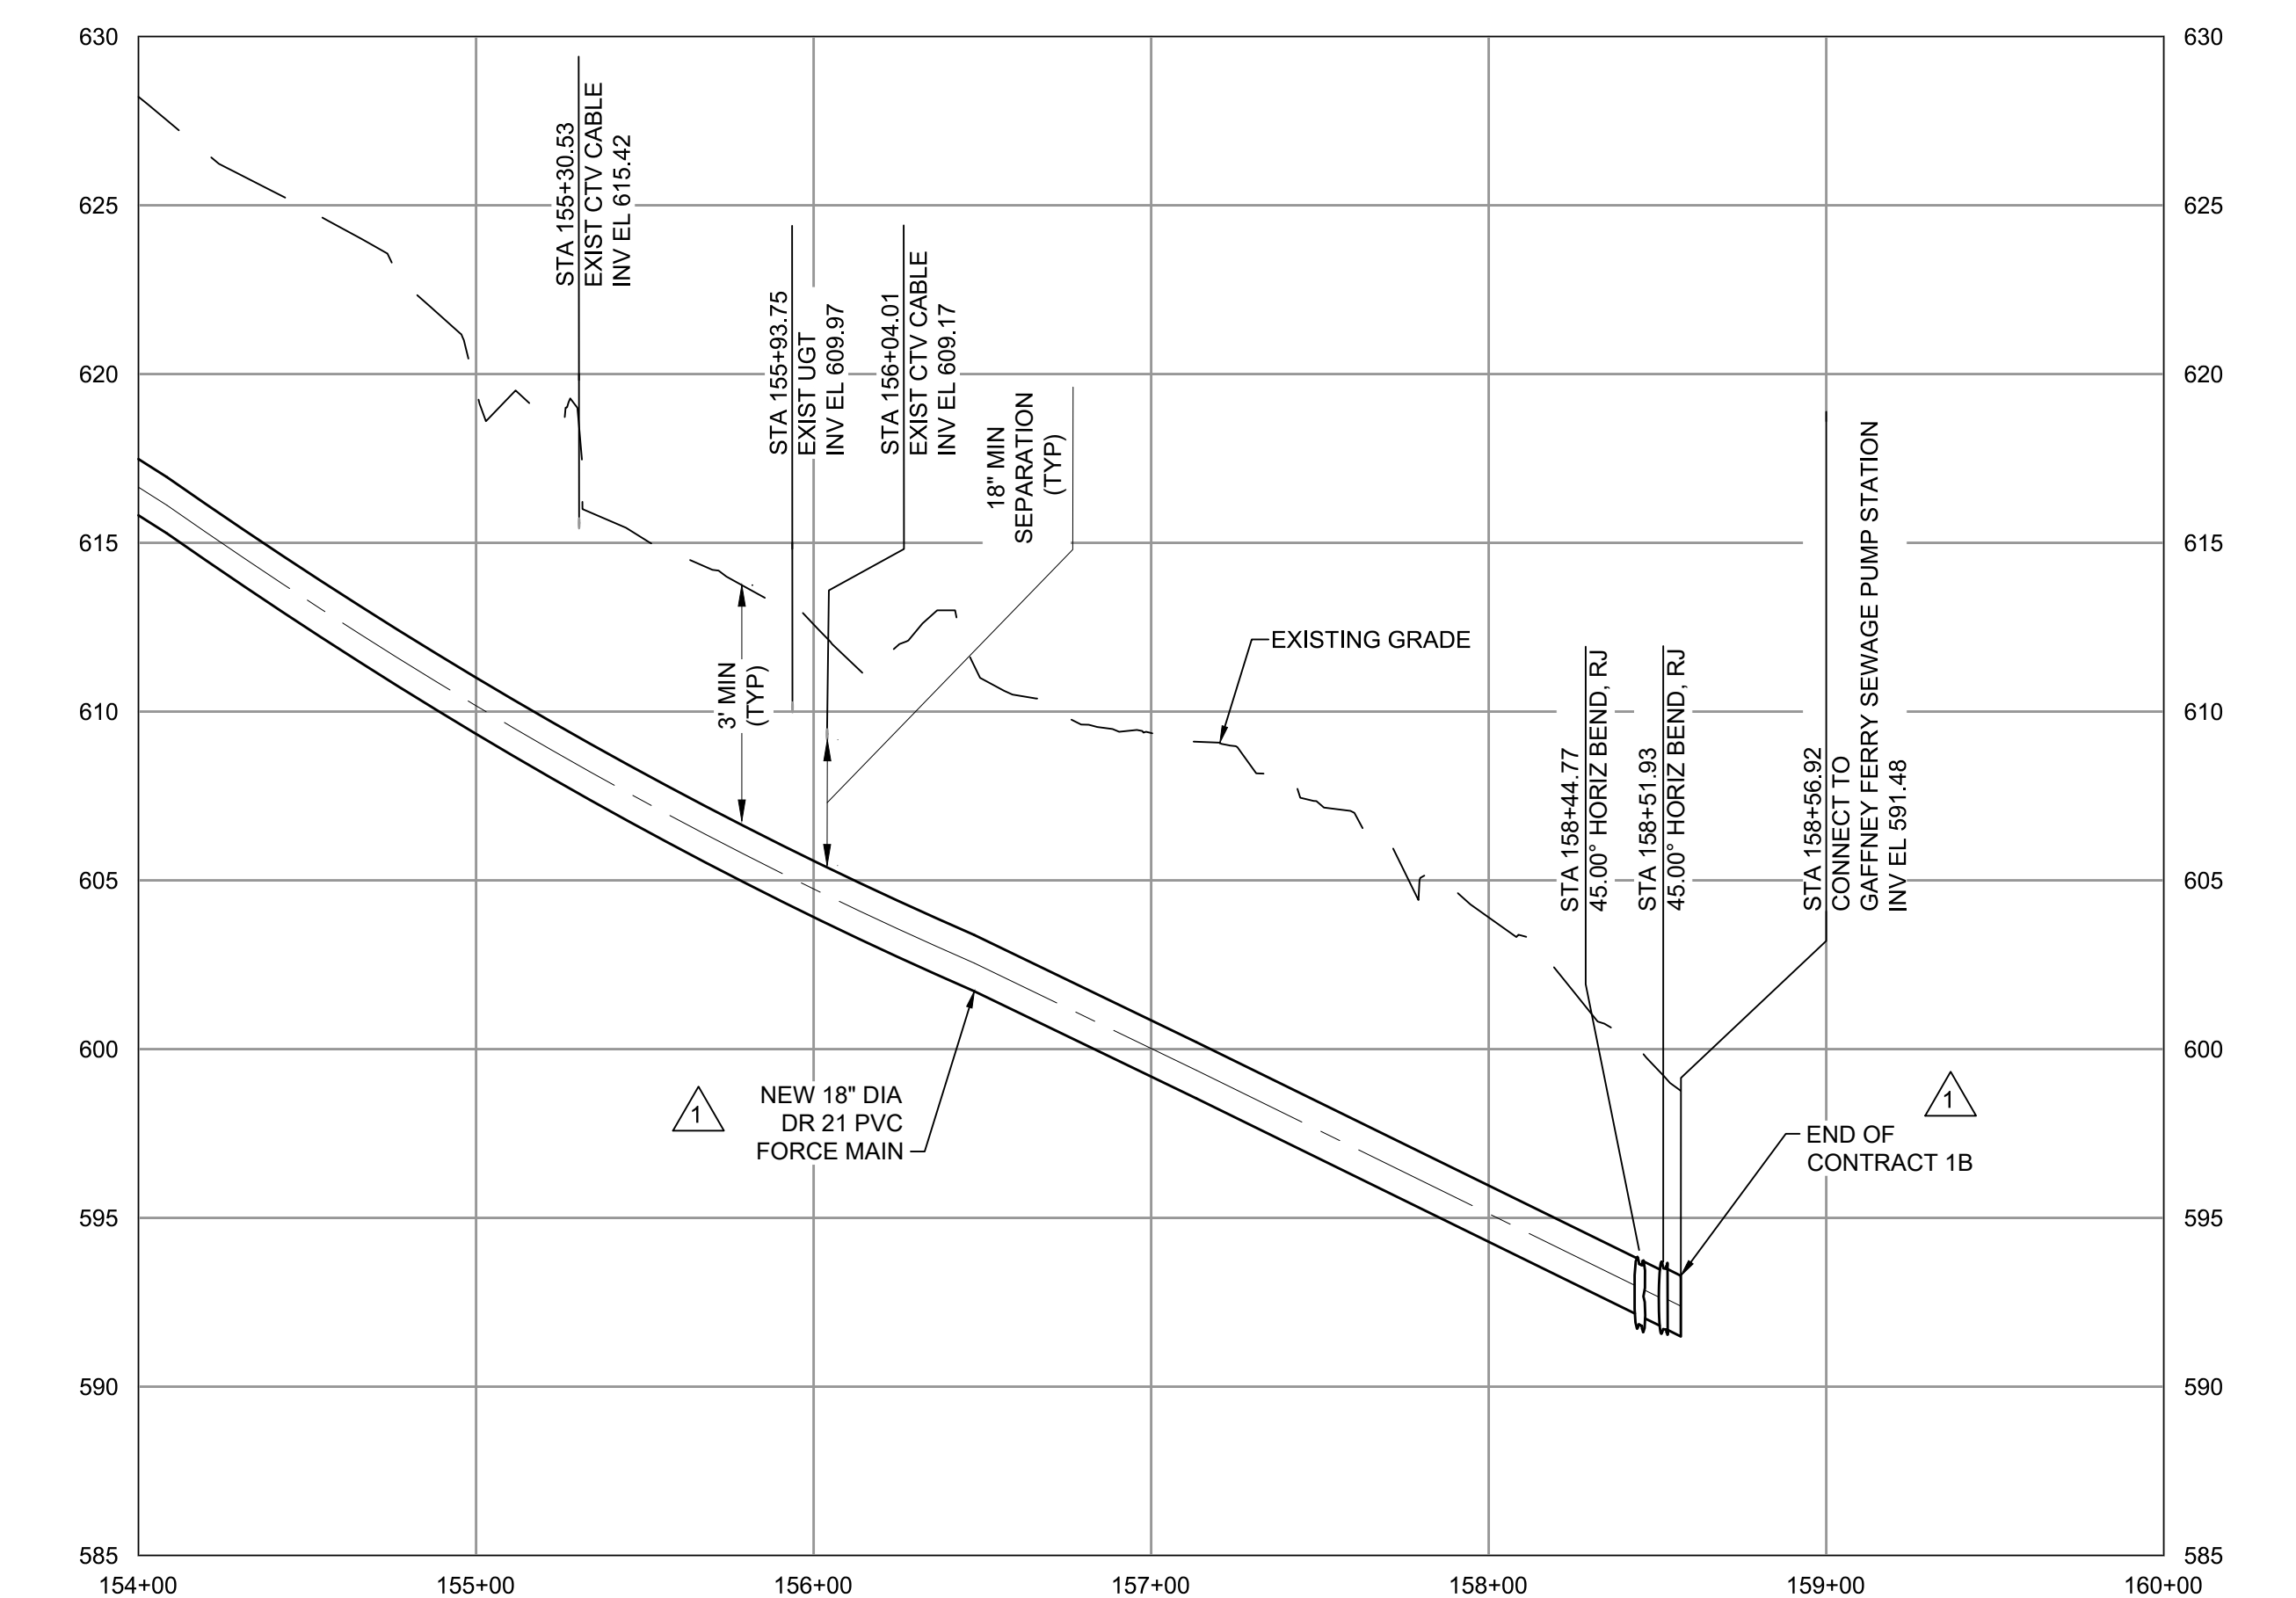 630
630
625
625
620
620
615
615
610
610
605
605
600
600
595
595
590
590
585
585
154+00
155+00
156+00
157+00
158+00
159+00
160+00
STA 155+30.53
EXIST CTV CABLE
INV EL 615.42
STA 155+93.75
EXIST UGT
INV EL 609.97
STA 156+04.01
EXIST CTV CABLE
INV EL 609.17
18" MIN
SEPARATION
(TYP)
3' MIN
(TYP)
EXISTING GRADE
STA 158+44.77
45.00° HORIZ BEND, RJ
STA 158+51.93
45.00° HORIZ BEND, RJ
STA 158+56.92
CONNECT TO
GAFFNEY FERRY SEWAGE PUMP STATION
INV EL 591.48
1
NEW 18" DIA
DR 21 PVC
FORCE MAIN
1
END OF
CONTRACT 1B